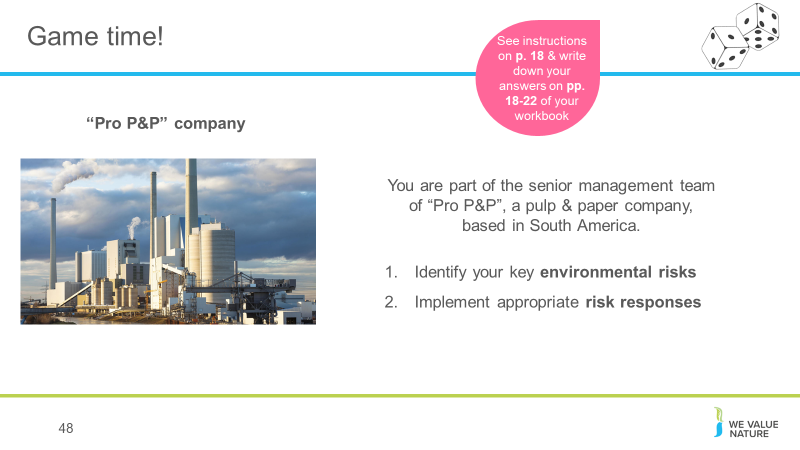 Game time!
See instructions
on p. 18 & write
down your
answers on pp.
18-22 of your
workbook
“Pro P&P” company
You are part of the senior management team
of “Pro P&P”, a pulp & paper company,
based in South America.
1. Identify your key environmental risks
2. Implement appropriate risk responses
48
WE VALUE
NATURE